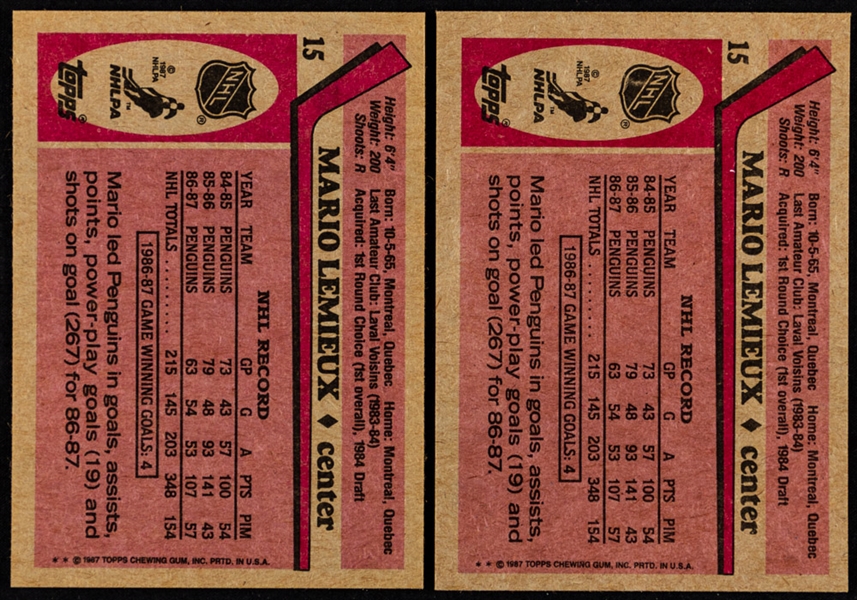 15
NHL
®
© 1987
NHLPA
NHLPA
™
topps
Height: 6'4" Born: 10-5-65, Montreal, Quebec Home: Montreal, Quebec
Weight: 200 Last Amateur Club: Laval Voisins (1983-84)
Shoots: R Acquired: 1st Round Choice (1st overall), 1984 Draft
MARIO LEMIEUX ♦ center
NHL RECORD
YEAR TEAM GP G A PTS PIM
84-85 PENGUINS 73 43 57 100 54
85-86 PENGUINS 79 48 93 141 43
86-87 PENGUINS 63 54 53 107 57
NHL TOTALS ......... 215 145 203 348 154
1986-87 GAME WINNING GOALS: 4
Mario led Penguins in goals, assists,
points, power-play goals (19) and
shots on goal (267) for 86-87.
* * © 1987 TOPPS CHEWING GUM, INC. PRTD. IN U.S.A.
15
NHL
®
© 1987
NHLPA
NHLPA
™
topps
Height: 6'4" Born: 10-5-65, Montreal, Quebec Home: Montreal, Quebec
Weight: 200 Last Amateur Club: Laval Voisins (1983-84)
Shoots: R Acquired: 1st Round Choice (1st overall), 1984 Draft
MARIO LEMIEUX ♦ center
NHL RECORD
YEAR TEAM GP G A PTS PIM
84-85 PENGUINS 73 43 57 100 54
85-86 PENGUINS 79 48 93 141 43
86-87 PENGUINS 63 54 53 107 57
NHL TOTALS ......... 215 145 203 348 154
1986-87 GAME WINNING GOALS: 4
Mario led Penguins in goals, assists,
points, power-play goals (19) and
shots on goal (267) for 86-87.
* * © 1987 TOPPS CHEWING GUM, INC. PRTD. IN U.S.A.